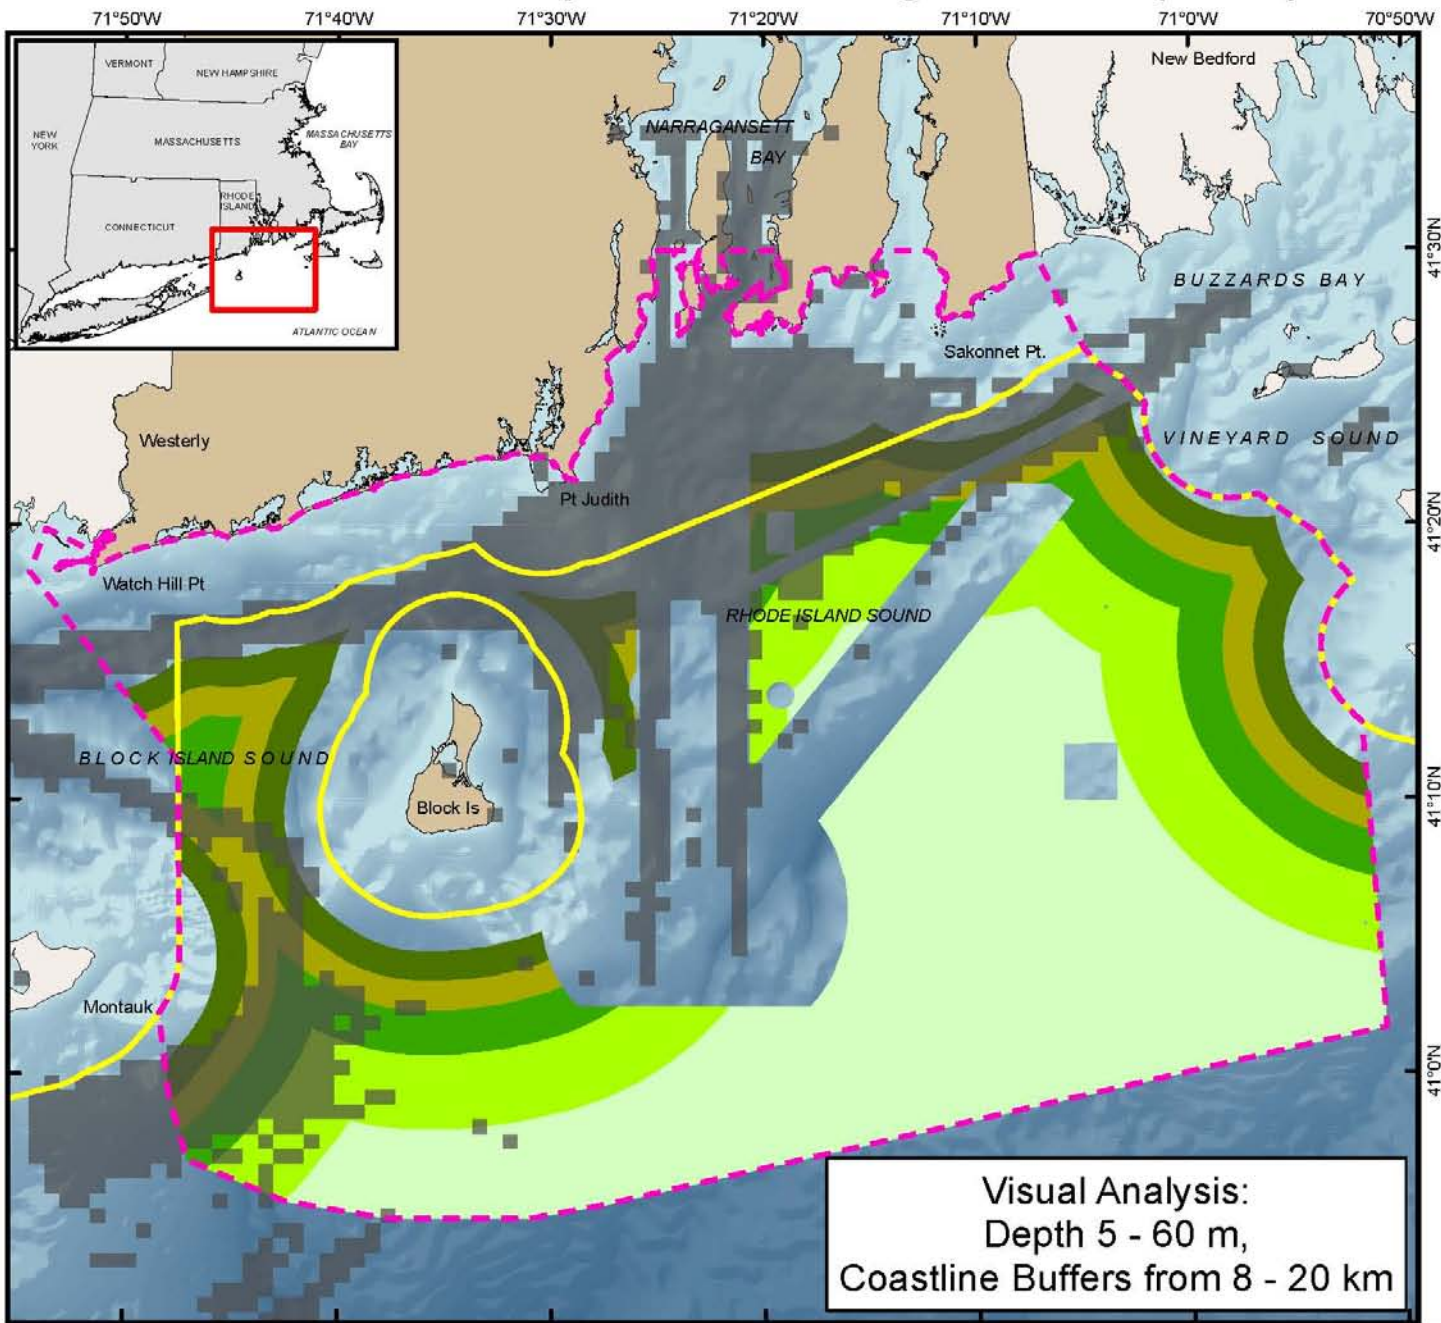 71°50'W 71°40'W 71°30'W 71°20'W 71°10'W 71°0'W 70°50'W
VERMONT
NEW HAMPSHIRE
NEW
YORK
MASSACHUSETTS
MASSACHUSETTS
BAY
RHODE
ISLAND
CONNECTICUT
ATLANTIC OCEAN
New Bedford
NARRAGANSETT
BAY
41°30'N
BUZZARDS BAY
Sakonnet Pt.
Westerly
VINEYARD SOUND
Pt Judith
41°20'N
Watch Hill Pt
RHODE ISLAND SOUND
BLOCK ISLAND SOUND
Block Is
41°10'N
Montauk
41°0'N
Visual Analysis:
Depth 5 - 60 m,
Coastline Buffers from 8 - 20 km